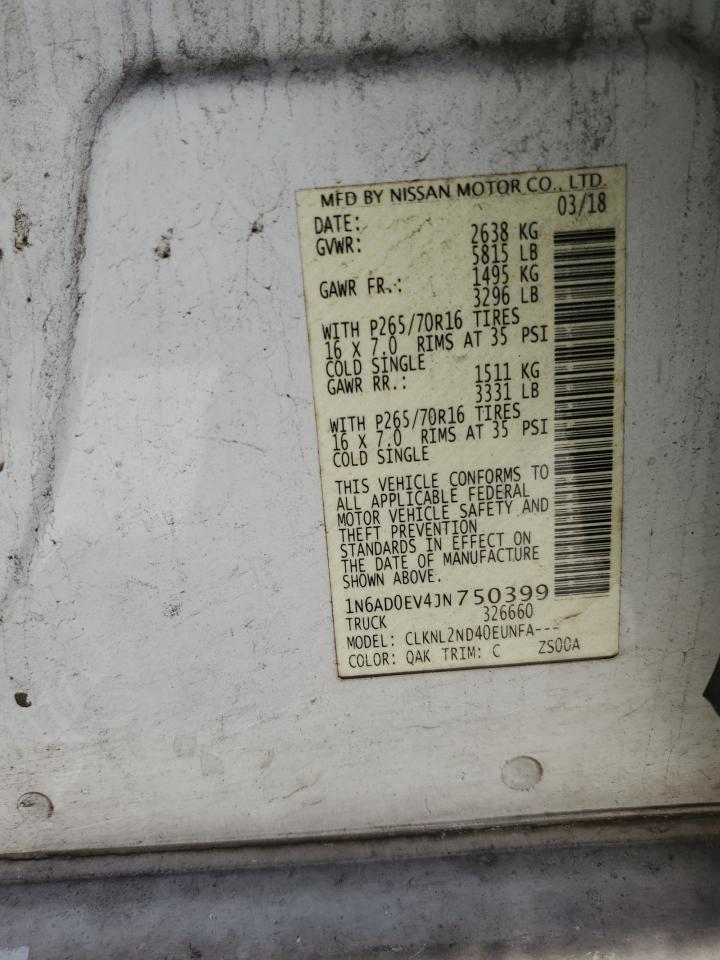 MFD BY NISSAN MOTOR CO., LTD.
DATE: 03/18
GVWR: 2638 KG
5815 LB
GAWR FR.: 1495 KG
3296 LB
WITH P265/70R16 TIRES
16 X 7.0 RIMS AT 35 PSI
COLD SINGLE
GAWR RR.: 1511 KG
3331 LB
WITH P265/70R16 TIRES
16 X 7.0 RIMS AT 35 PSI
COLD SINGLE
THIS VEHICLE CONFORMS TO
ALL APPLICABLE FEDERAL
MOTOR VEHICLE SAFETY AND
THEFT PREVENTION
STANDARDS IN EFFECT ON
THE DATE OF MANUFACTURE
SHOWN ABOVE.
1N6AD0EV4JN750399
TRUCK 326660
MODEL: CLKNL2ND40EUNFA---
COLOR: QAK TRIM: C ZS00A